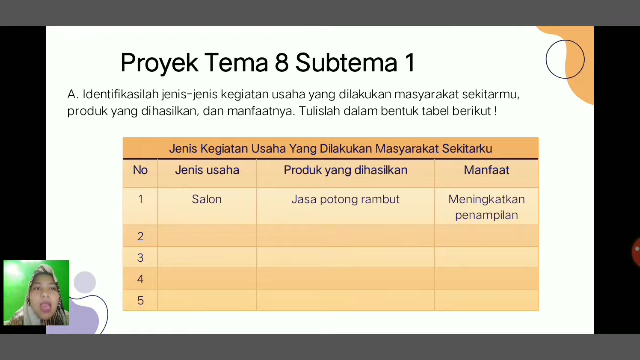 Proyek Tema 8 Subtema 1
A. Identifikasilah jenis-jenis kegiatan usaha yang dilakukan masyarakat sekitarmu,
produk yang dihasilkan, dan manfaatnya. Tulislah dalam bentuk tabel berikut !
Jenis Kegiatan Usaha Yang Dilakukan Masyarakat Sekitarku
No Jenis usaha Produk yang dihasilkan Manfaat
1 Salon Jasa potong rambut Meningkatkan
penampilan
2
3
4
5